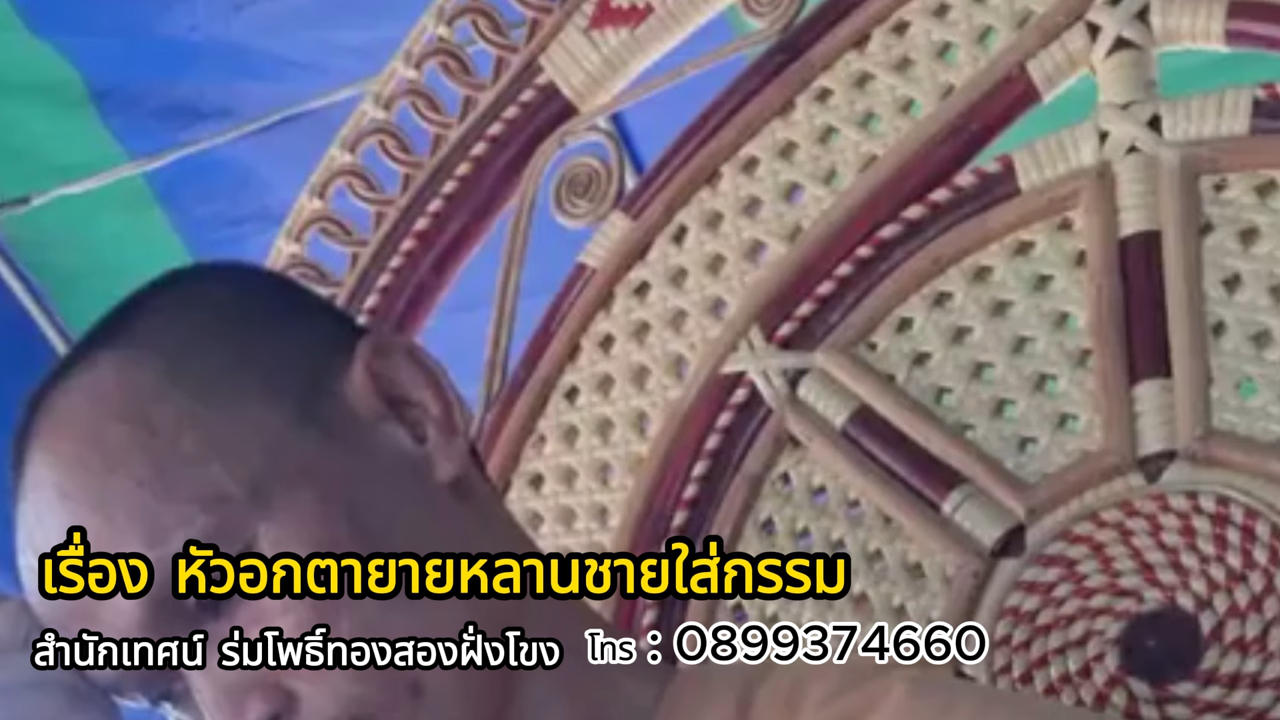 เรื่อง หัวอกตายายหลานชายใส่กรรม
สำนักเทศน์ ร่มโพธิ์ทองสองฝั่งโขง โทร : 0899374660